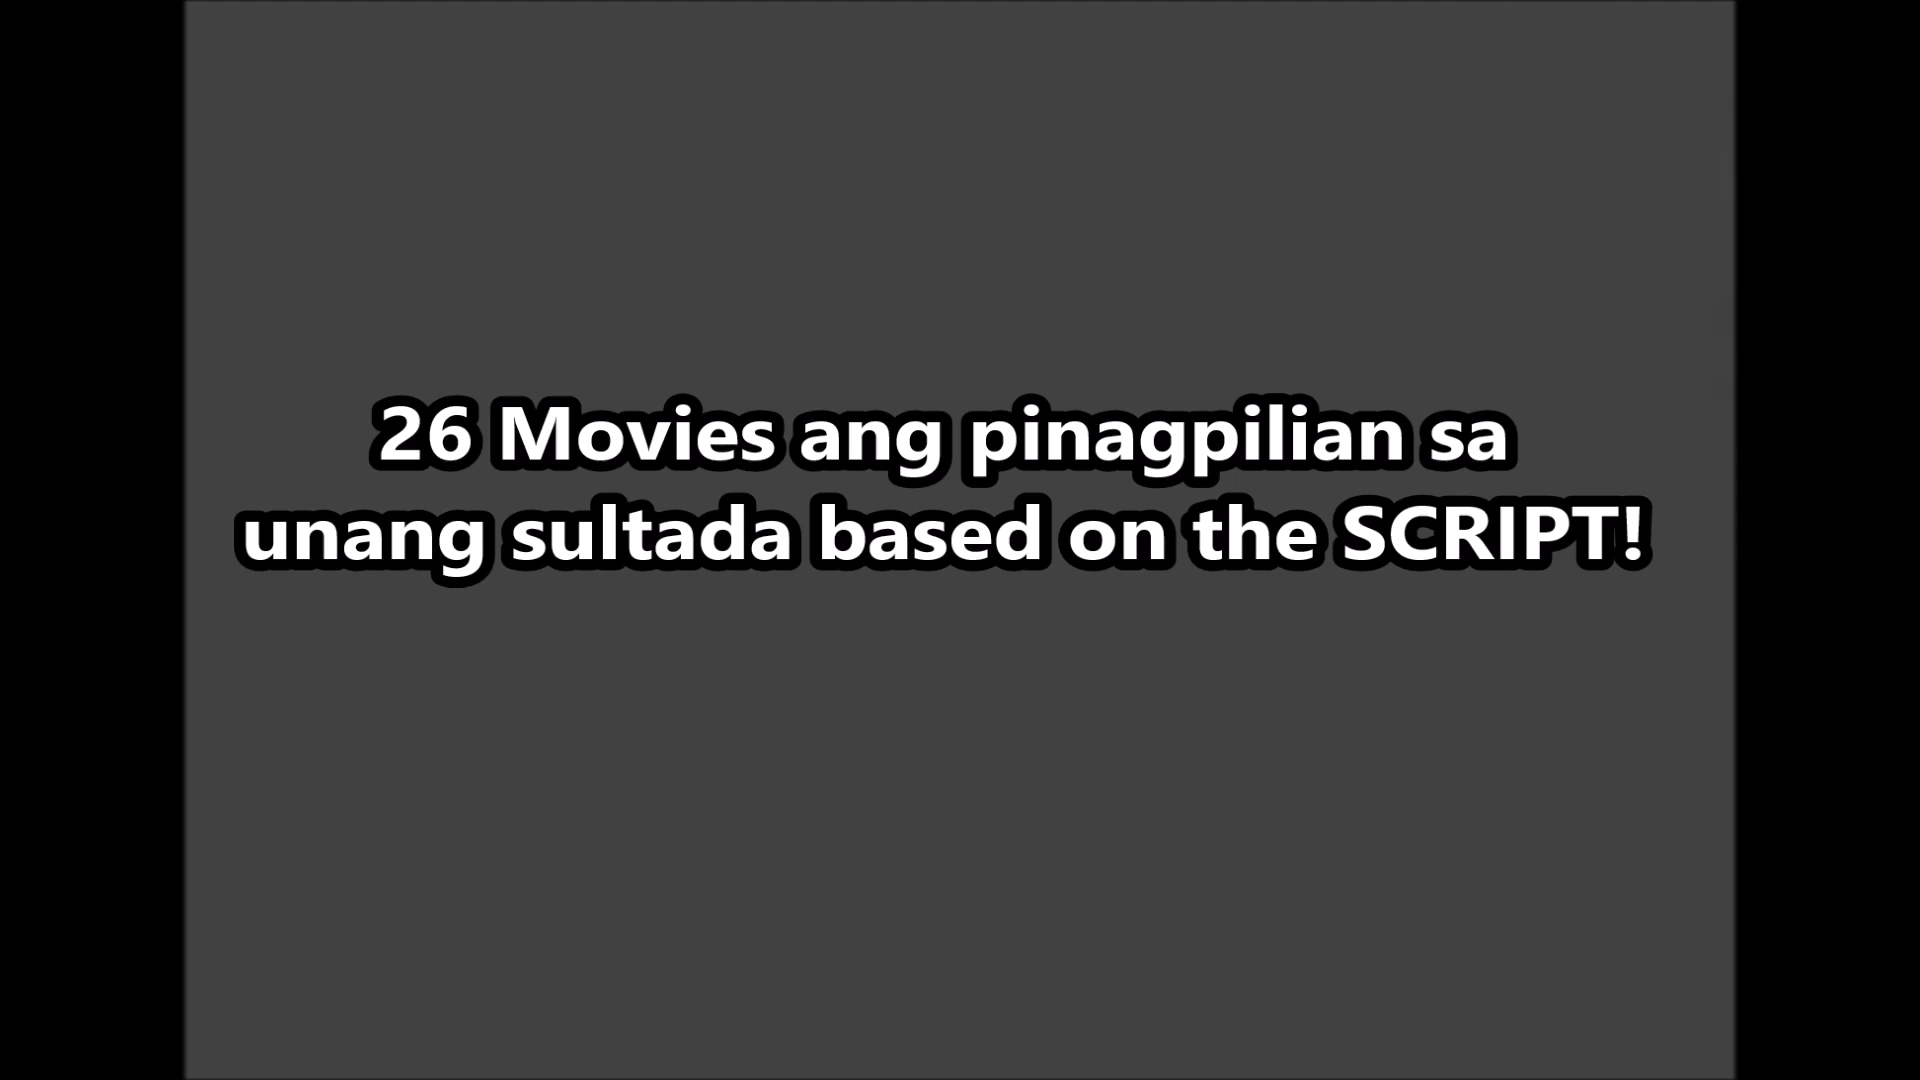 26 Movies ang pinagpilian sa
unang sultada based on the SCRIPT!